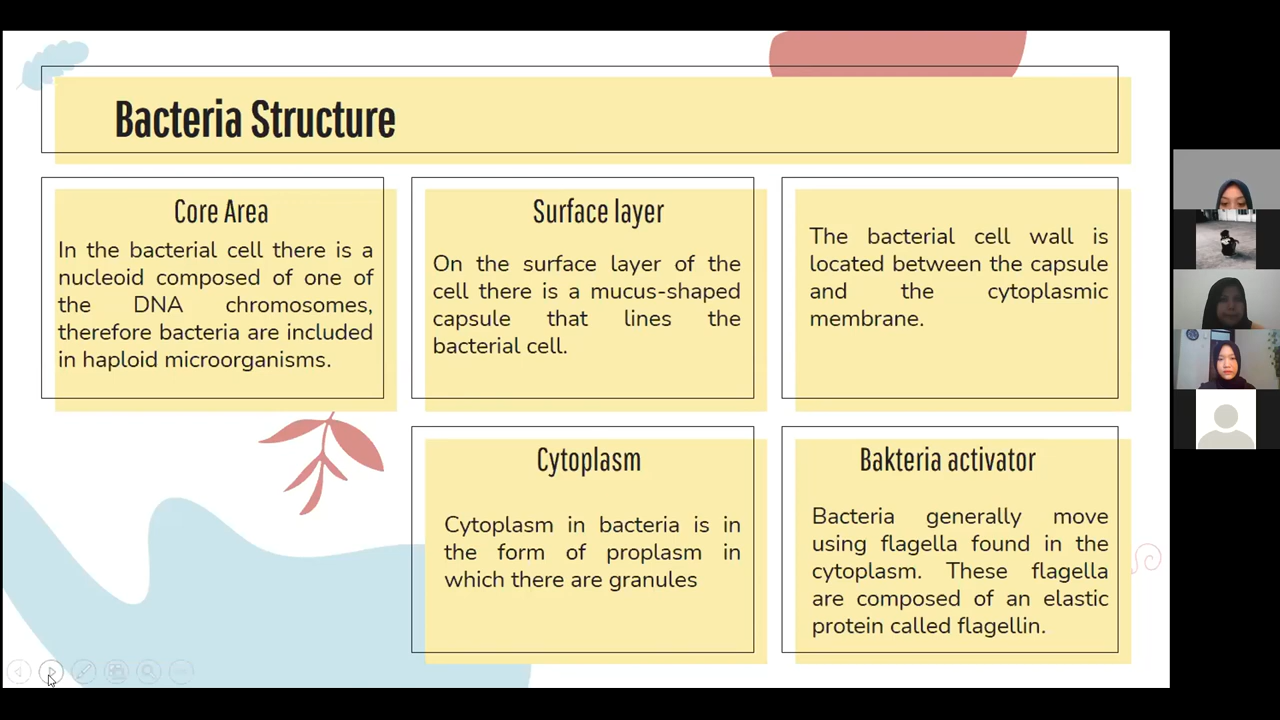 Bacteria Structure
Core Area
In the bacterial cell there is a
nucleoid composed of one of
the DNA chromosomes,
therefore bacteria are included
in haploid microorganisms.
Surface layer
On the surface layer of the
cell there is a mucus-shaped
capsule that lines the
bacterial cell.
The bacterial cell wall is
located between the capsule
and the cytoplasmic
membrane.
Cytoplasm
Cytoplasm in bacteria is in
the form of proplasm in
which there are granules
Bakteria activator
Bacteria generally move
using flagella found in the
cytoplasm. These flagella
are composed of an elastic
protein called flagellin.